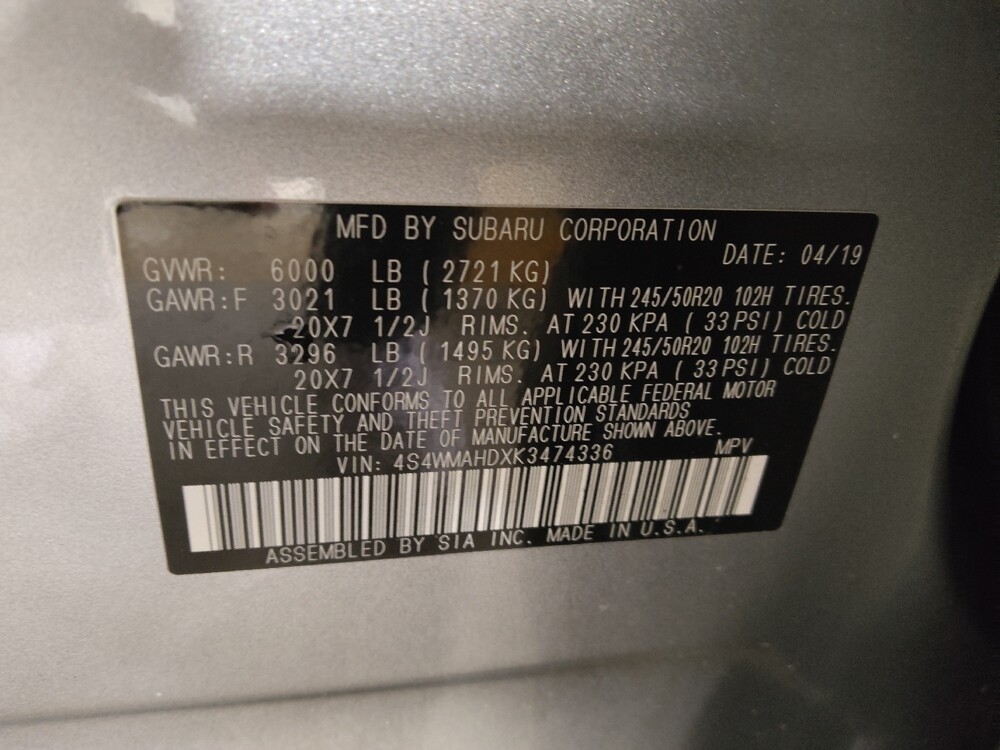 MFD BY SUBARU CORPORATION
DATE: 04/19
GVWR: 6000 LB ( 2721 KG)
GAWR:F 3021 LB ( 1370 KG) WITH 245/50R20 102H TIRES.
20X7 1/2J RIMS. AT 230 KPA ( 33 PSI) COLD
GAWR:R 3296 LB ( 1495 KG) WITH 245/50R20 102H TIRES.
20X7 1/2J RIMS. AT 230 KPA ( 33 PSI) COLD
THIS VEHICLE CONFORMS TO ALL APPLICABLE FEDERAL MOTOR
VEHICLE SAFETY AND THEFT PREVENTION STANDARDS
IN EFFECT ON THE DATE OF MANUFACTURE SHOWN ABOVE.
VIN: 4S4WMAHDXK3474336 MPV
ASSEMBLED BY SIA INC. MADE IN U.S.A.